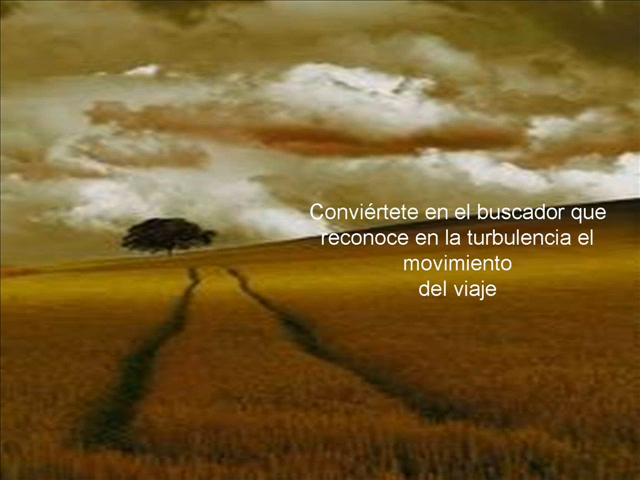 Conviértete en el buscador que
reconoce en la turbulencia el
movimiento
del viaje